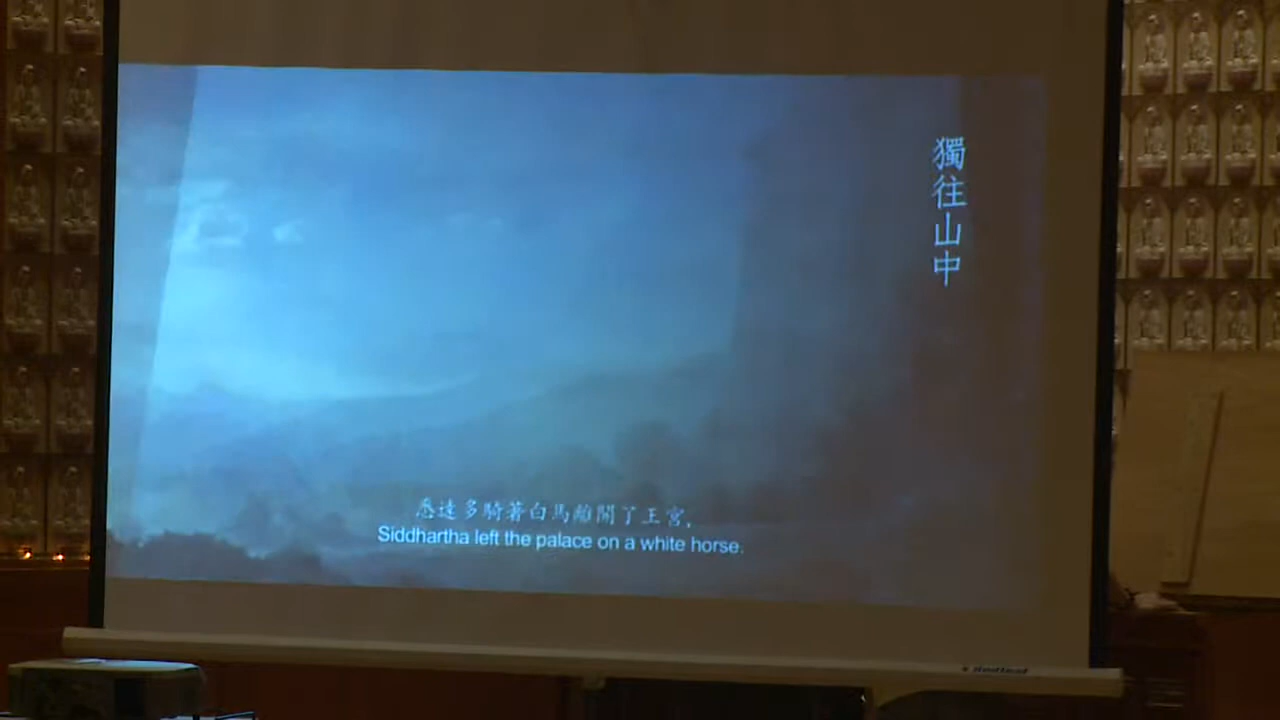 獨往山中
悉達多騎著白馬離開了王宮,
Siddhartha left the palace on a white horse.